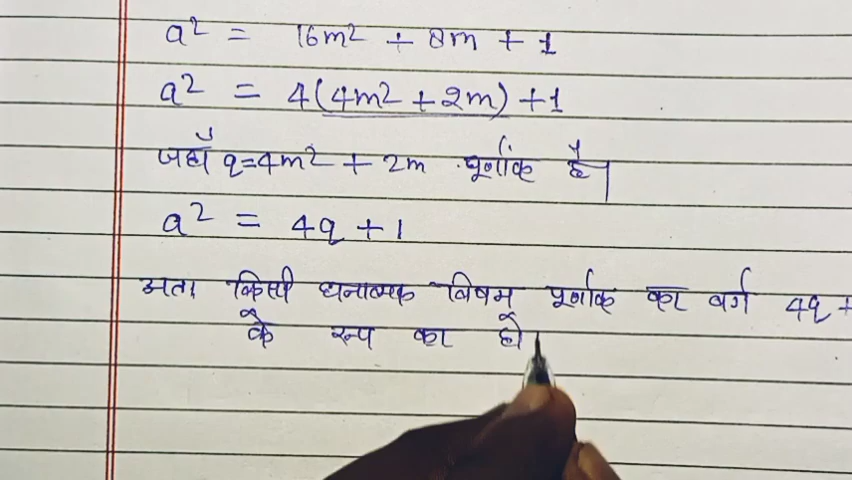 a² = 16m² + 8m + 1
a² = 4(4m² + 2m) + 1
जहाँ q=4m² + 2m पूर्णांक है।
a² = 4q + 1
अतः किसी धनात्मक विषम पूर्णांक का वर्ग 4q +
के रूप का हो